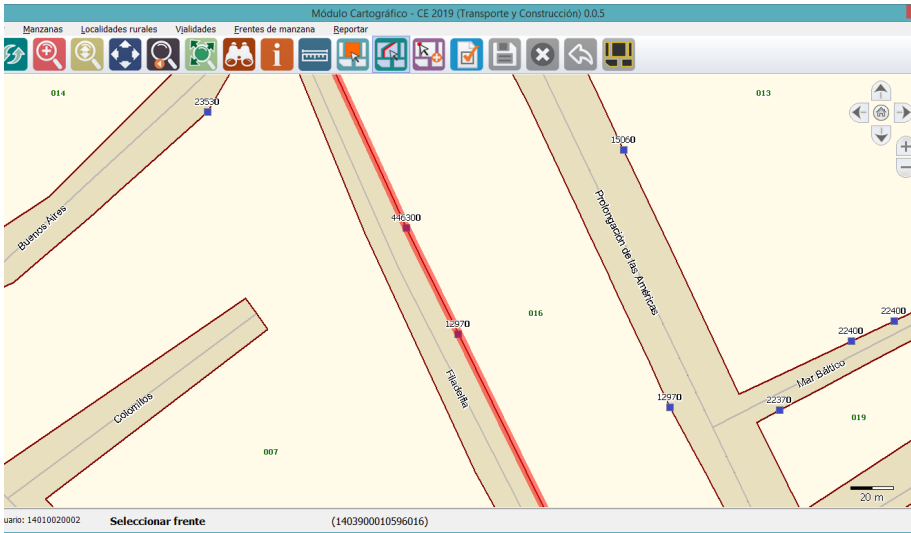 Módulo Cartográfico - CE 2019 (Transporte y Construcción) 0.0.5
Manzanas Localidades rurales Vialidades Frentes de manzana Reportar
014
013
23530
15060
Buenos Aires
446300
Prolongación de las Américas
016
22400
12970
22400
Mar Báltico
Filadelfia
12970
22370
Colomitos
019
007
20 m
uario: 14010020002 Seleccionar frente (1403900010596016)